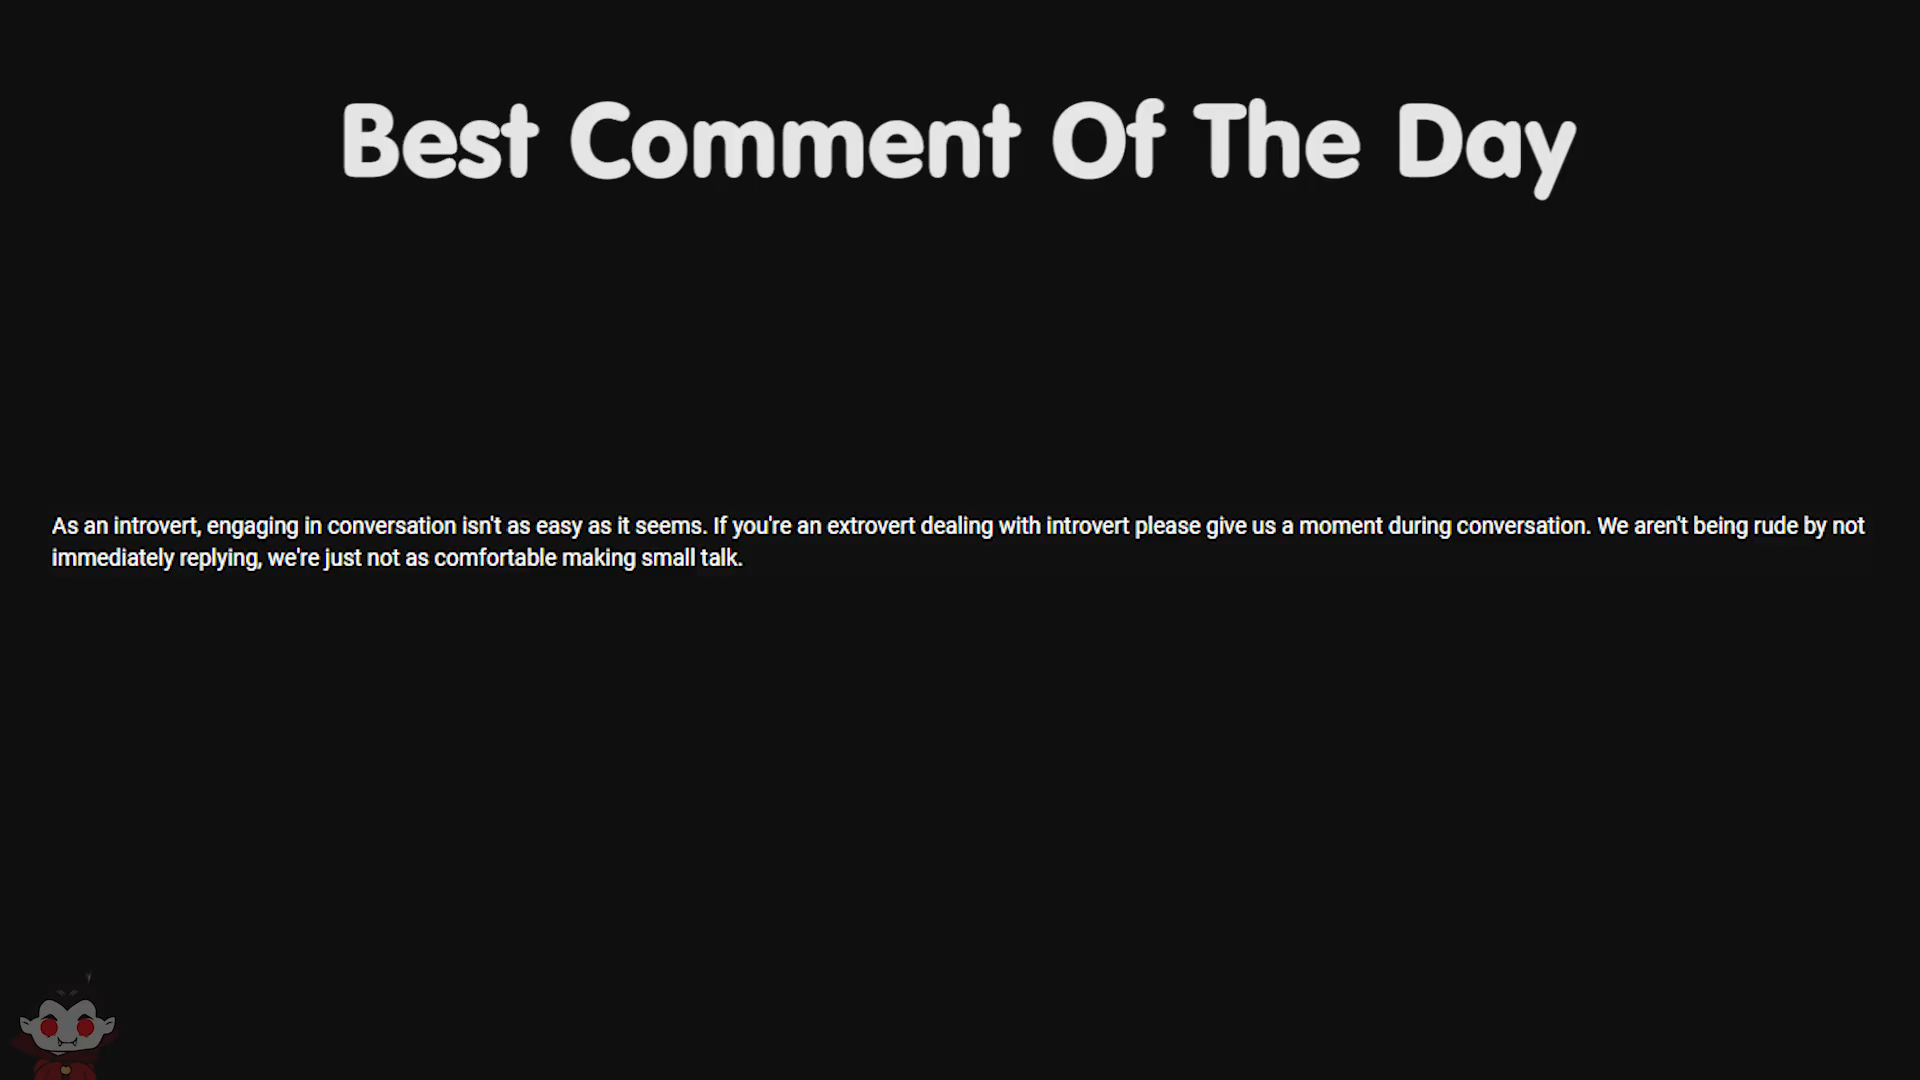 Best Comment Of The Day
As an introvert, engaging in conversation isn't as easy as it seems. If you're an extrovert dealing with introvert please give us a moment during conversation. We aren't being rude by not
immediately replying, we're just not as comfortable making small talk.